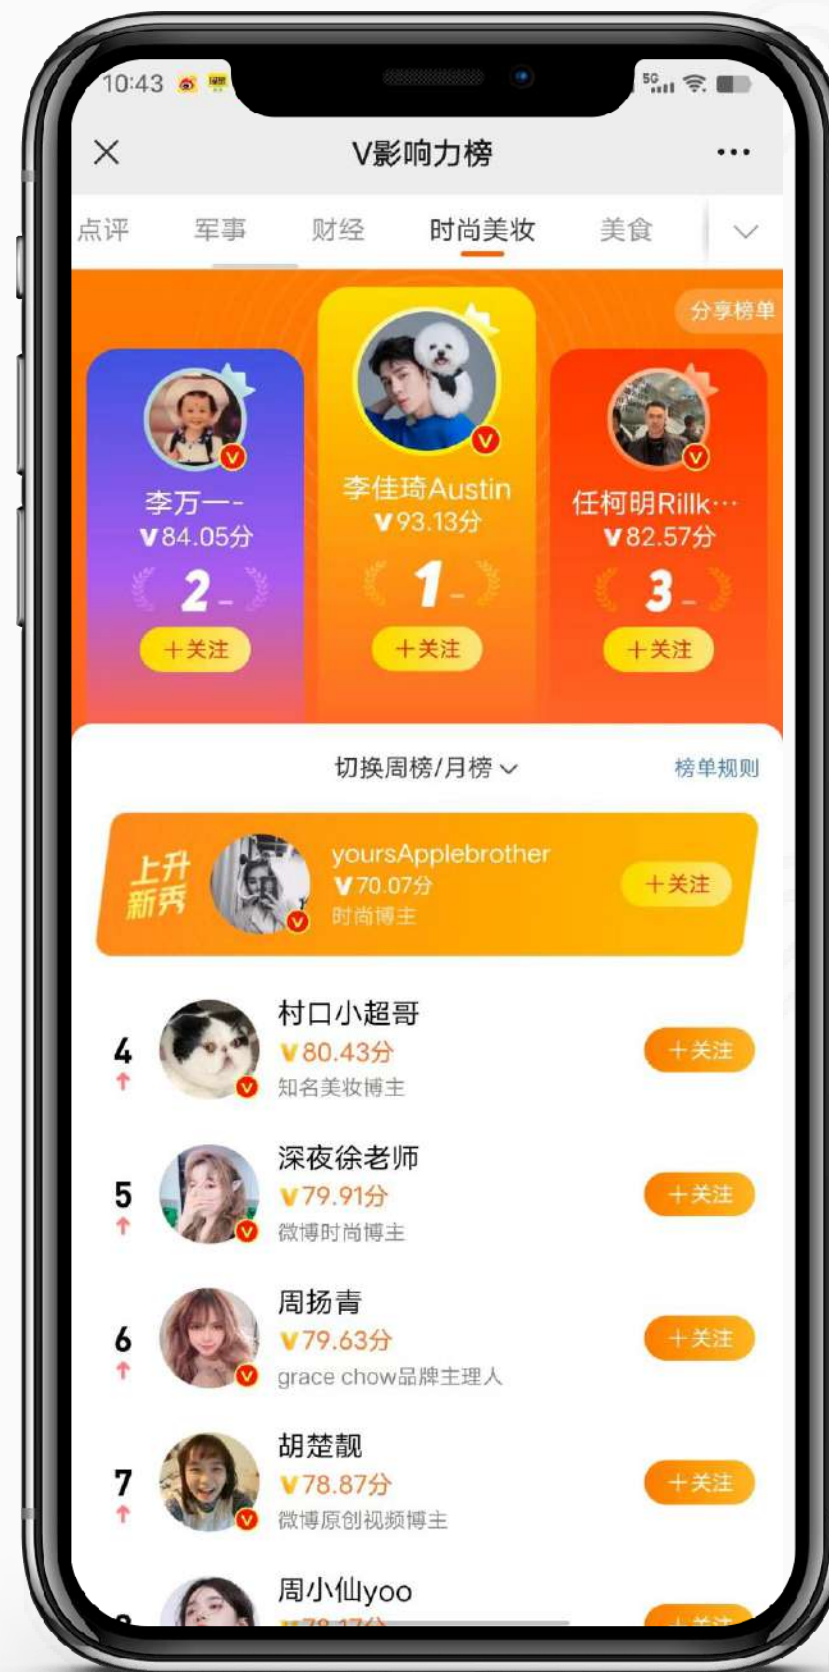 10:43
5G
V影响力榜
点评 军事 财经 时尚美妆 美食
分享榜单
李佳琦Austin
V93.13分
1
+关注
李万一-
V84.05分
2
+关注
任柯明Rillk…
V82.57分
3
+关注
切换周榜/月榜
榜单规则
上升
新秀
yoursApplebrother
V70.07分
时尚博主
+关注
4
村口小超哥
V80.43分
知名美妆博主
+关注
5
深夜徐老师
V79.91分
微博时尚博主
+关注
6
周扬青
V79.63分
grace chow品牌主理人
+关注
7
胡楚靓
V78.87分
微博原创视频博主
+关注
周小仙yoo